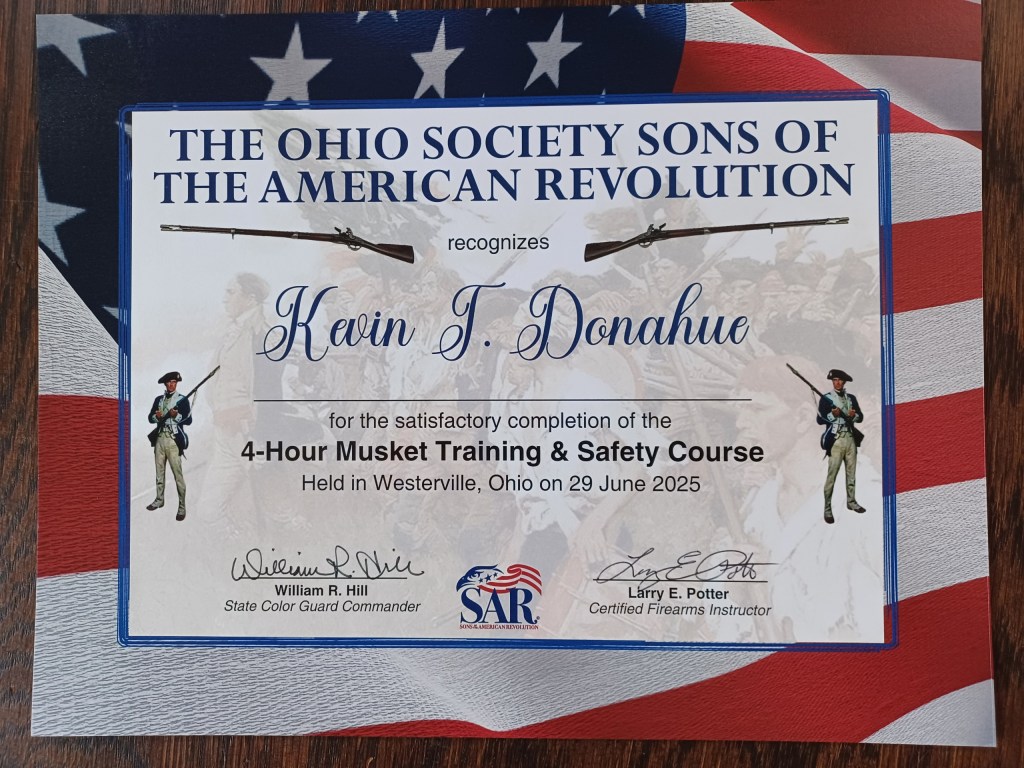 THE OHIO SOCIETY SONS OF
THE AMERICAN REVOLUTION
recognizes
Kevin T. Donahue
for the satisfactory completion of the
4-Hour Musket Training & Safety Course
Held in Westerville, Ohio on 29 June 2025
William R. Hill
William R. Hill
State Color Guard Commander
SAR
SONS OF THE AMERICAN REVOLUTION
Larry E Potter
Larry E. Potter
Certified Firearms Instructor